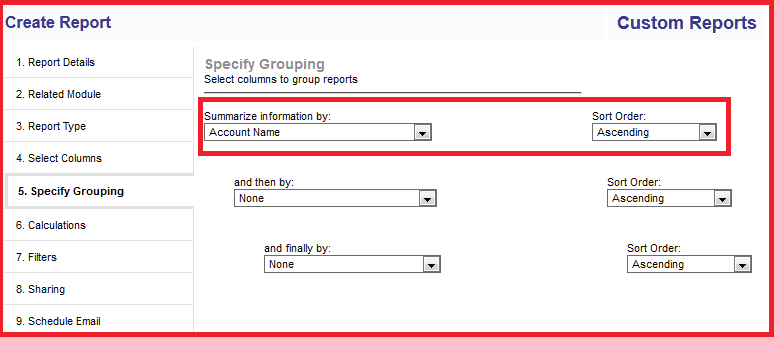 Create Report
Custom Reports
1. Report Details
2. Related Module
3. Report Type
4. Select Columns
5. Specify Grouping
6. Calculations
7. Filters
8. Sharing
9. Schedule Email
Specify Grouping
Select columns to group reports
Summarize information by: Sort Order:
Account Name Ascending
and then by: Sort Order:
None Ascending
and finally by: Sort Order:
None Ascending